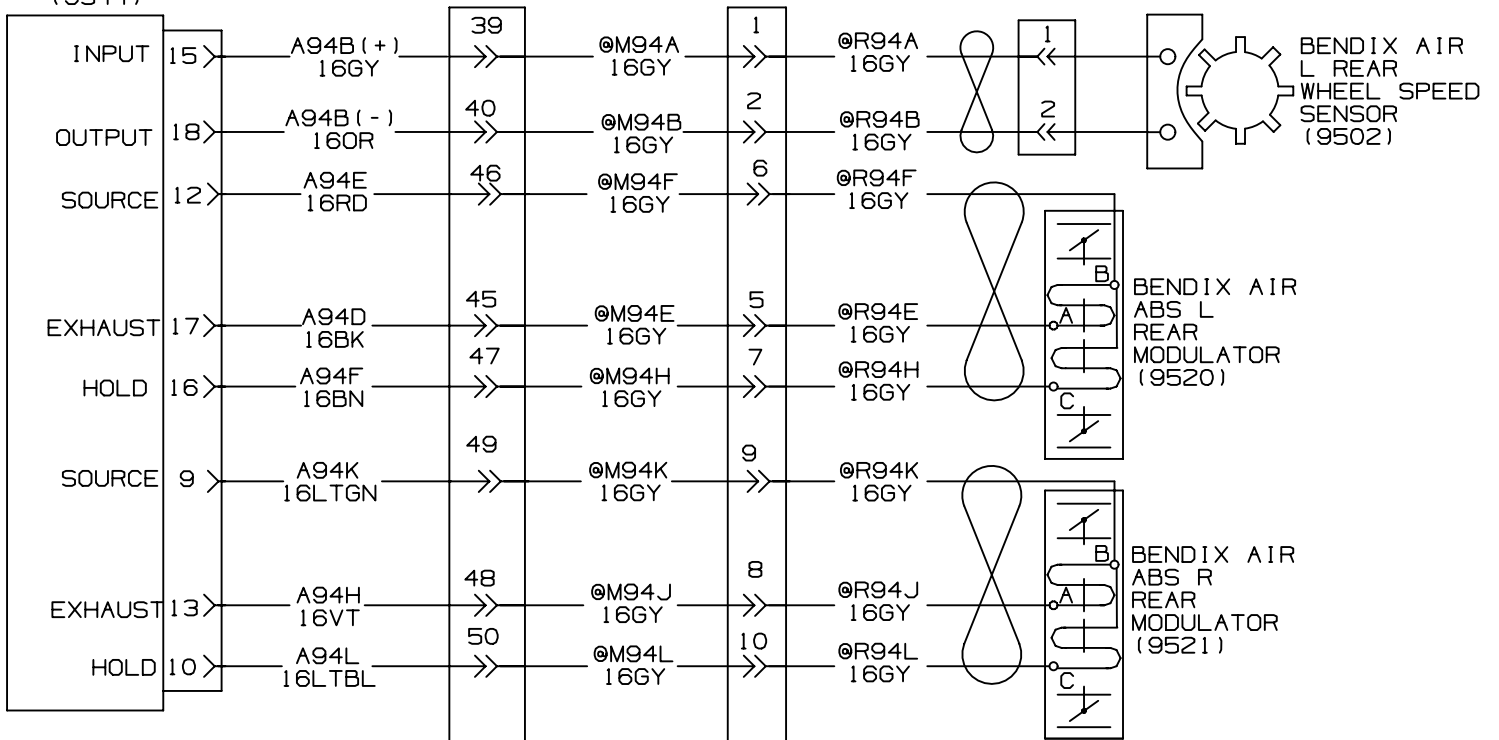 INPUT 15 A94B(+) 39 @M94A 1 @R94A 1 BENDIX AIR
16GY 16GY 16GY L REAR
WHEEL SPEED
OUTPUT 18 A94B(-) 40 @M94B 2 @R94B 2 SENSOR
16OR 16GY 16GY (9502)
SOURCE 12 A94E 46 @M94F 6 @R94F
16RD 16GY 16GY
B BENDIX AIR
EXHAUST 17 A94D 45 @M94E 5 @R94E A ABS L
16BK 16GY 16GY REAR
HOLD 16 A94F 47 @M94H 7 @R94H MODULATOR
16BN 16GY 16GY C (9520)
SOURCE 9 A94K 49 @M94K 9 @R94K
16LTGN 16GY 16GY
B BENDIX AIR
EXHAUST 13 A94H 48 @M94J 8 @R94J A ABS R
16VT 16GY 16GY REAR
HOLD 10 A94L 50 @M94L 10 @R94L MODULATOR
16LTBL 16GY 16GY C (9521)